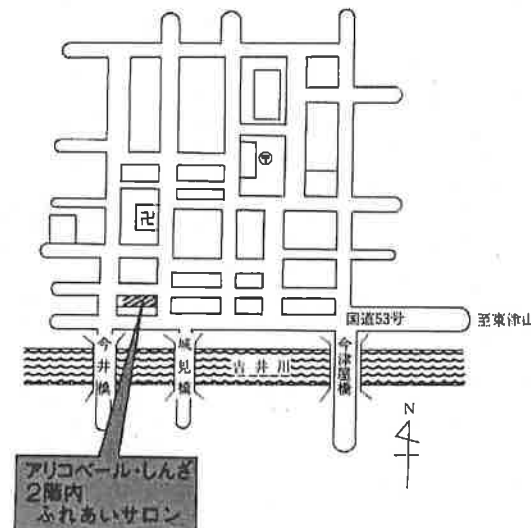 国道53号
至東津山
今井橋
城見橋
吉井川
今津屋橋
N
アリコベール・しんざ
2階内
ふれあいサロン